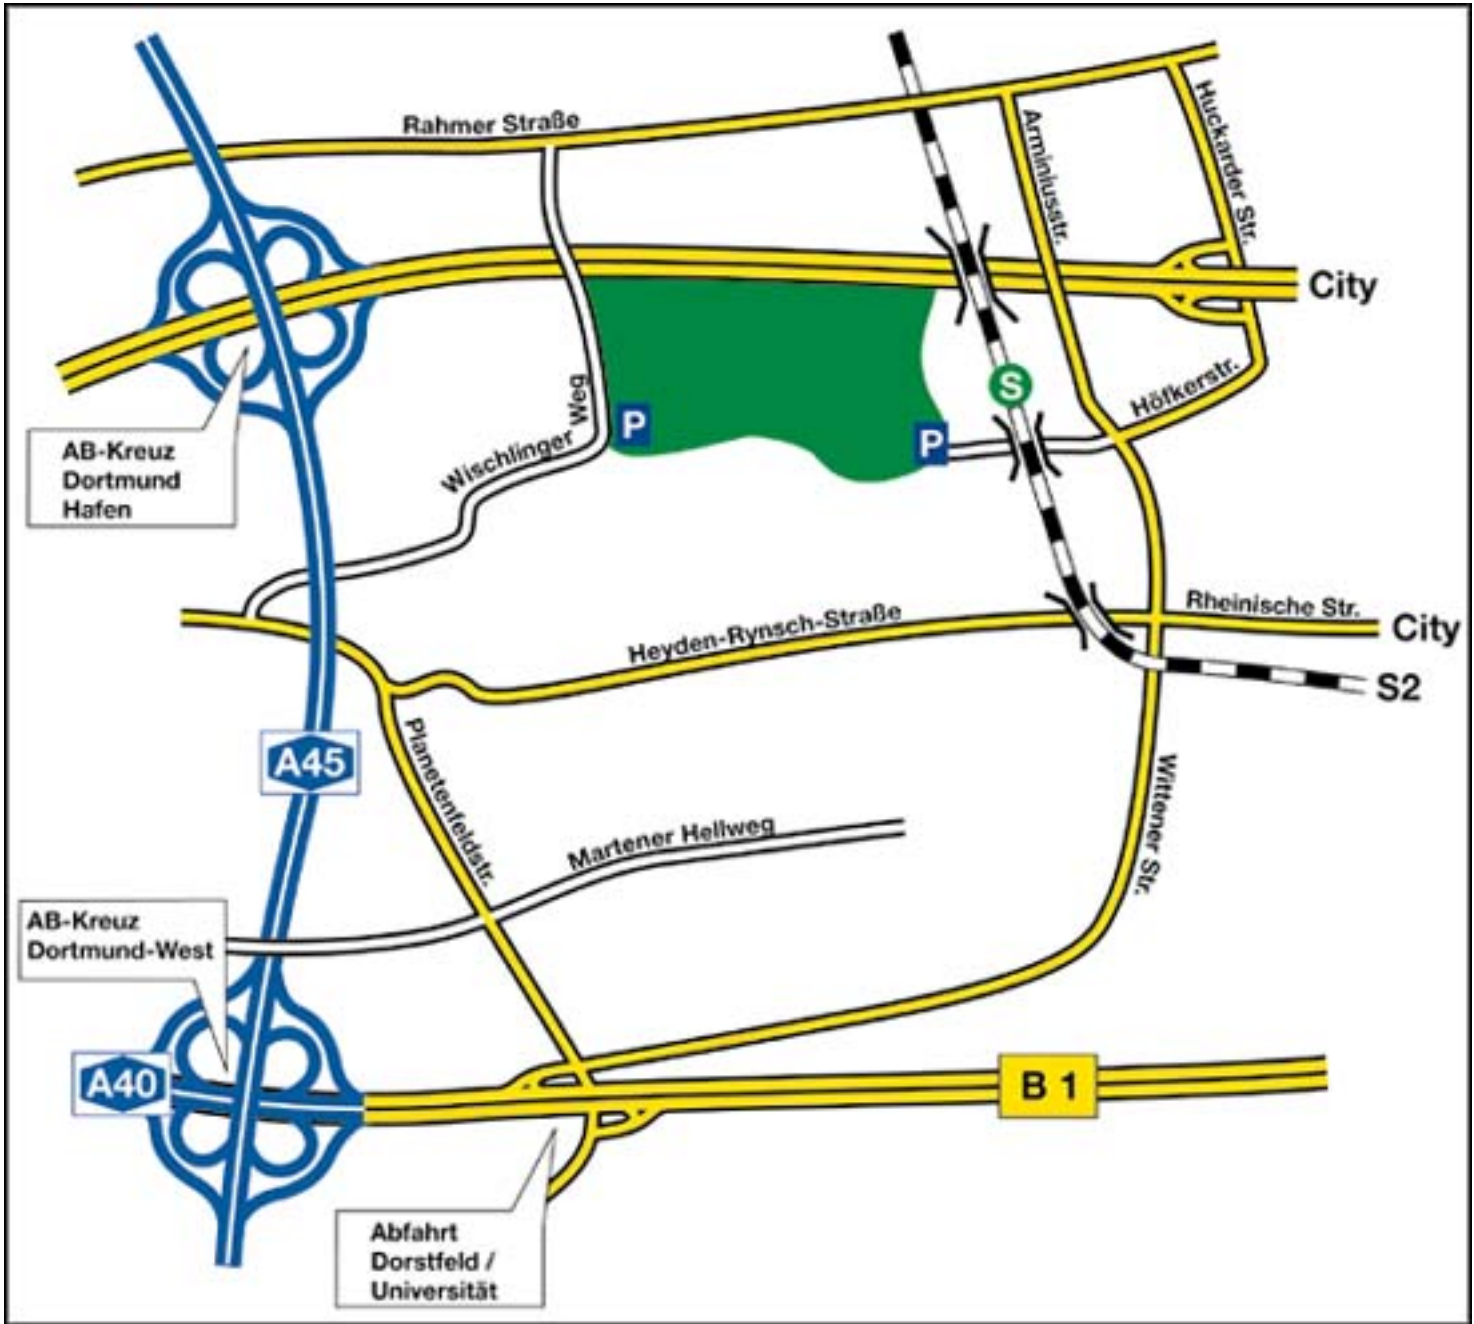 Rahmer Straße
Arminiusstr.
Huckarder Str.
City
S
Höfkerstr.
Wischlinger Weg
P
P
AB-Kreuz
Dortmund
Hafen
Heyden-Rynsch-Straße
Rheinische Str.
City
S2
A45
Planetenfeldstr.
Martener Hellweg
Wittener Str.
AB-Kreuz
Dortmund-West
A40
B 1
Abfahrt
Dorstfeld /
Universität